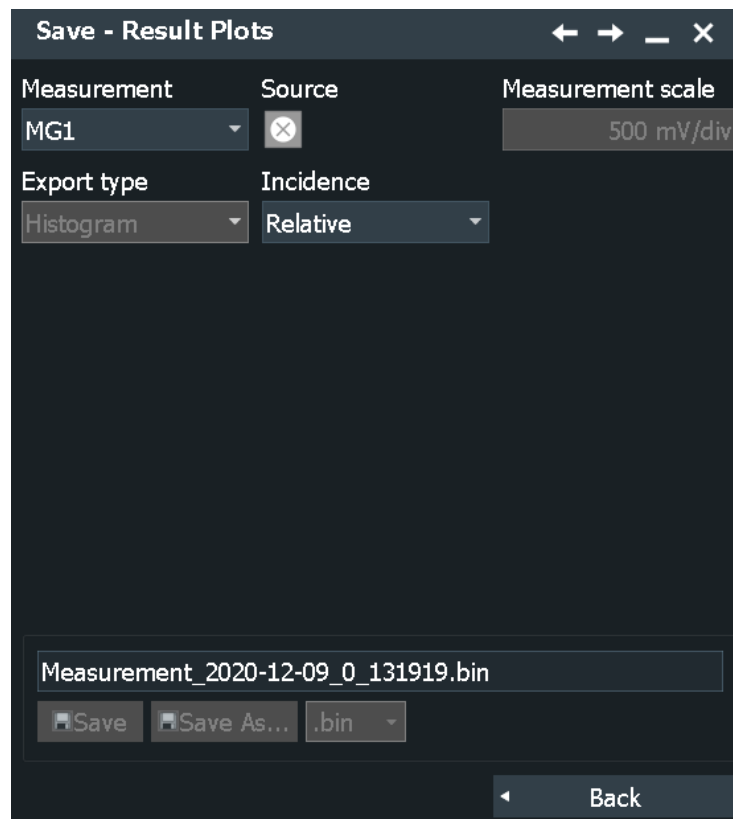 Save - Result Plots
Measurement Source Measurement scale
MG1 500 mV/div
Export type Incidence
Histogram Relative
Measurement_2020-12-09_0_131919.bin
Save Save As... .bin
Back